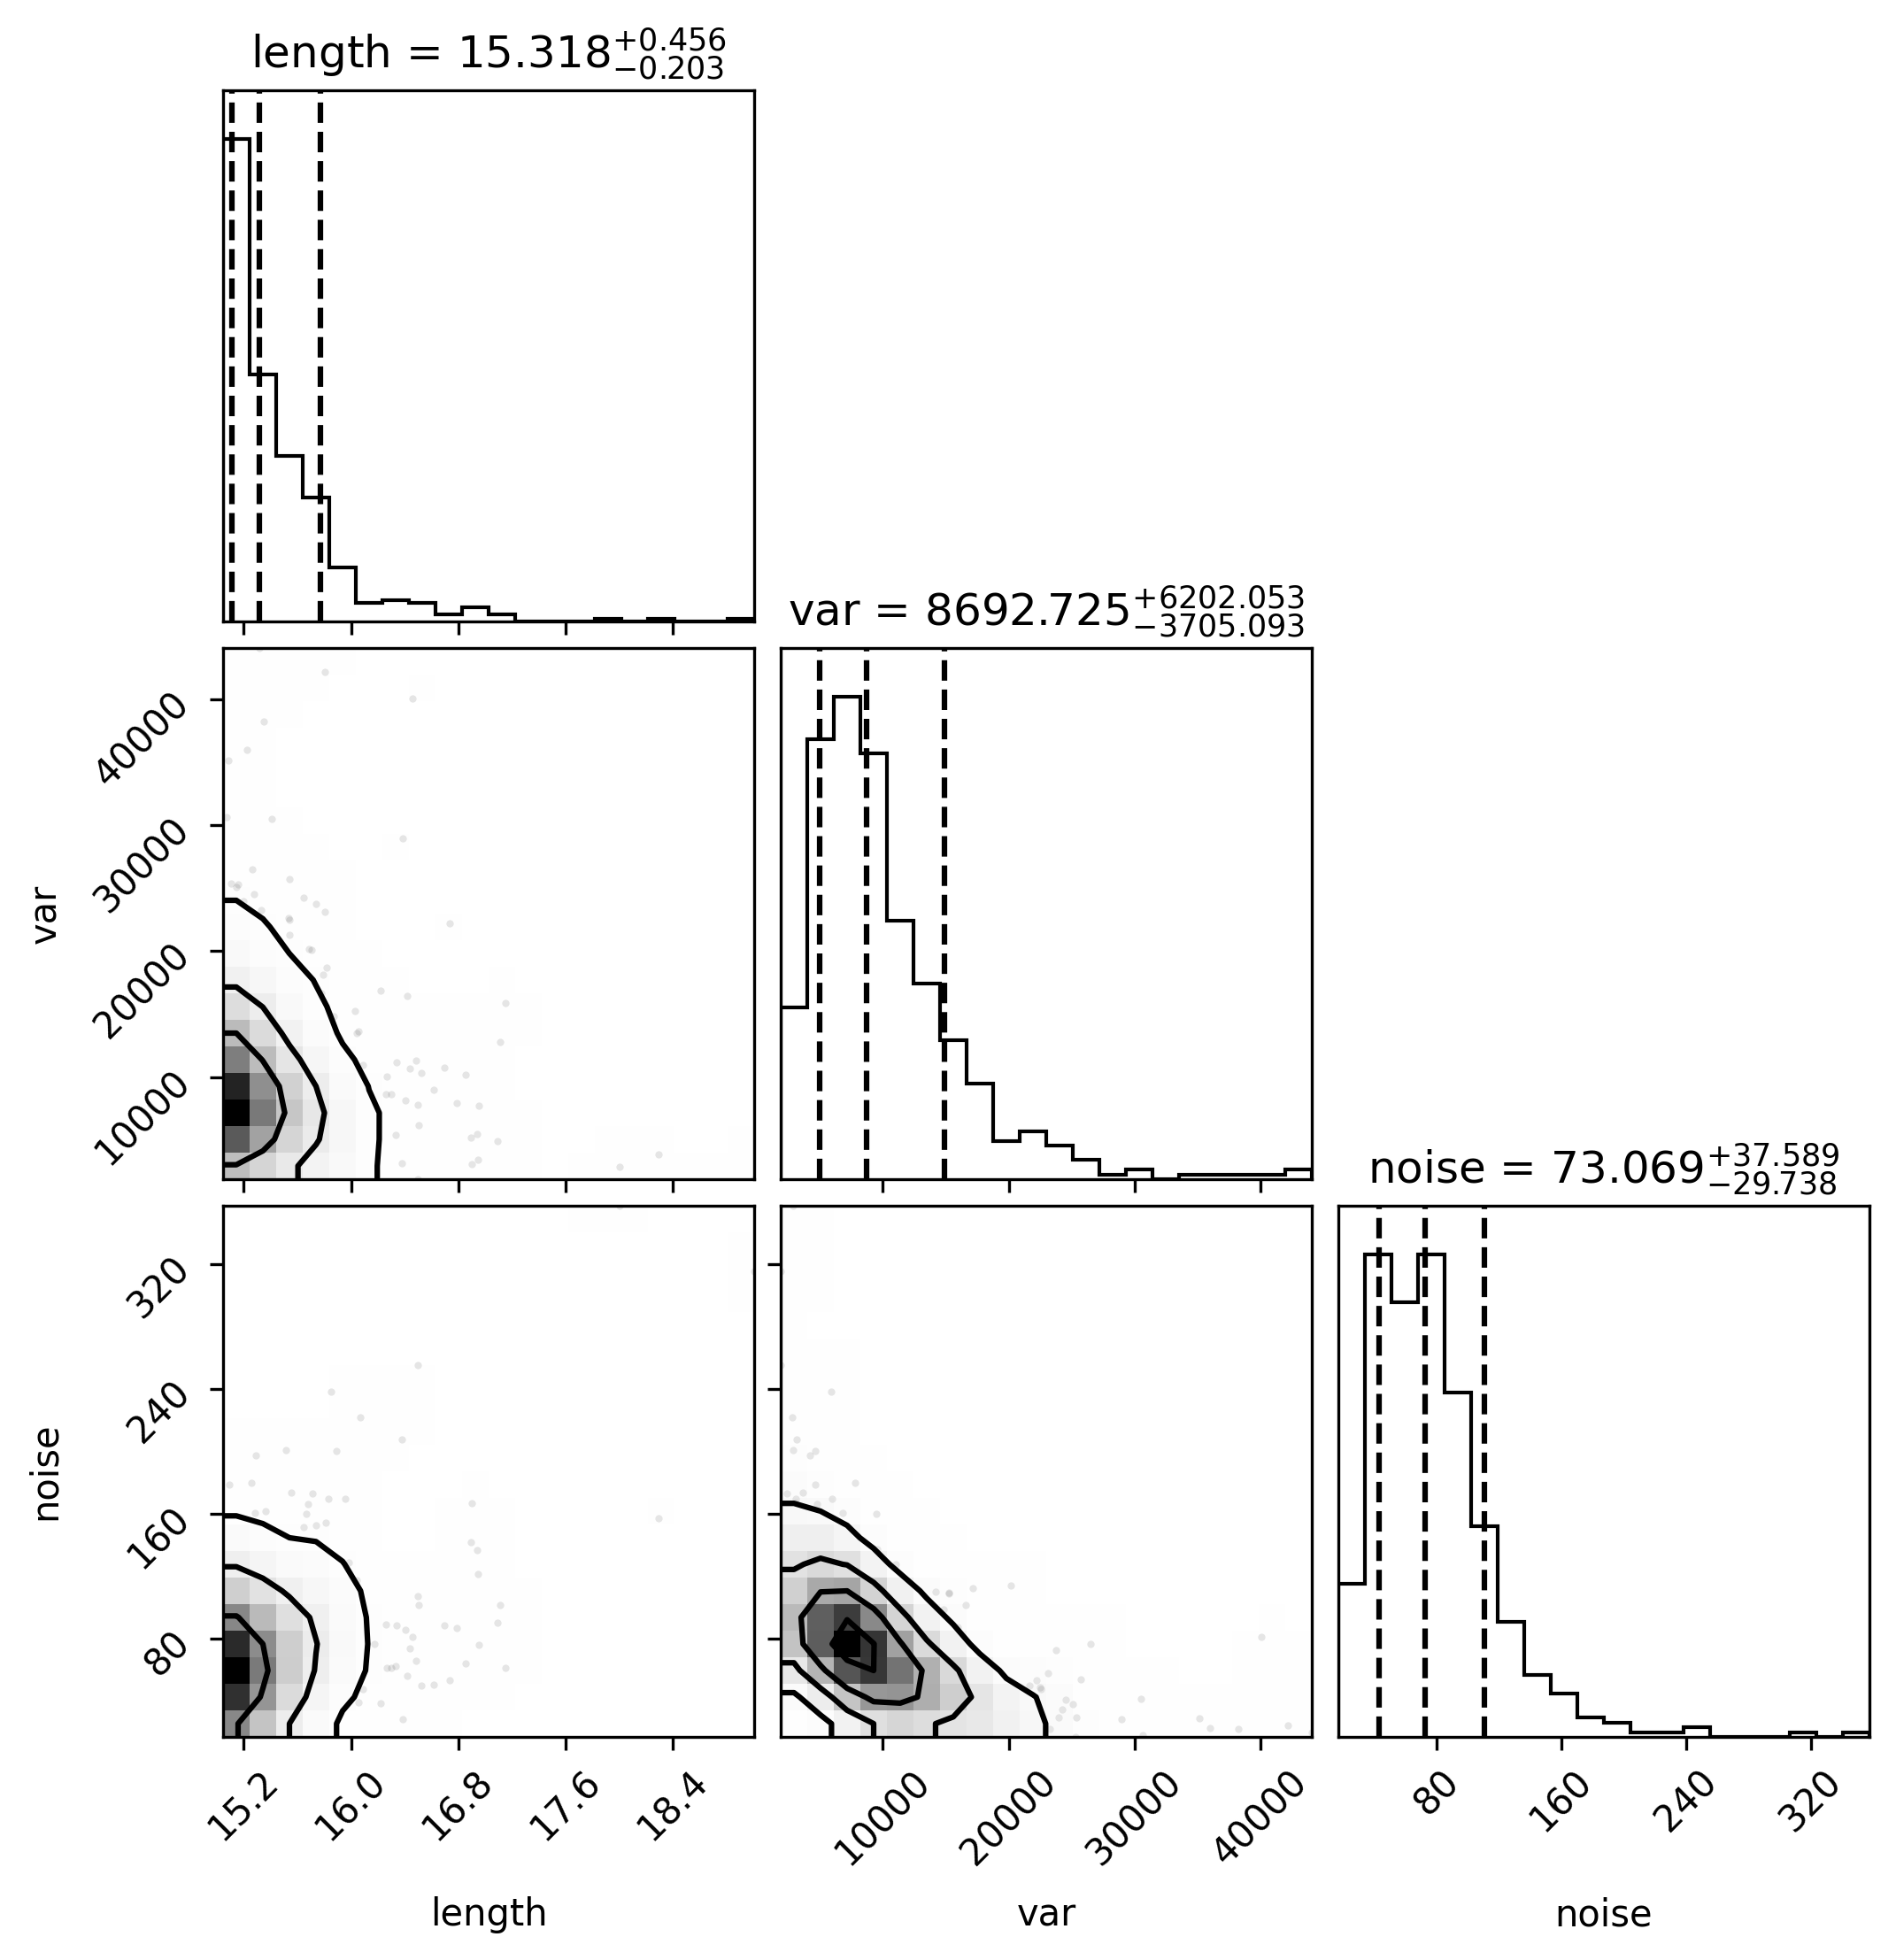 length = 15.318 +0.456 −0.203
var = 8692.725 +6202.053 −3705.093
40000
30000
20000
10000
var
noise = 73.069 +37.589 −29.738
320
240
160
80
noise
15.2 16.0 16.8 17.6 18.4
10000 20000 30000 40000
80 160 240 320
length
var
noise